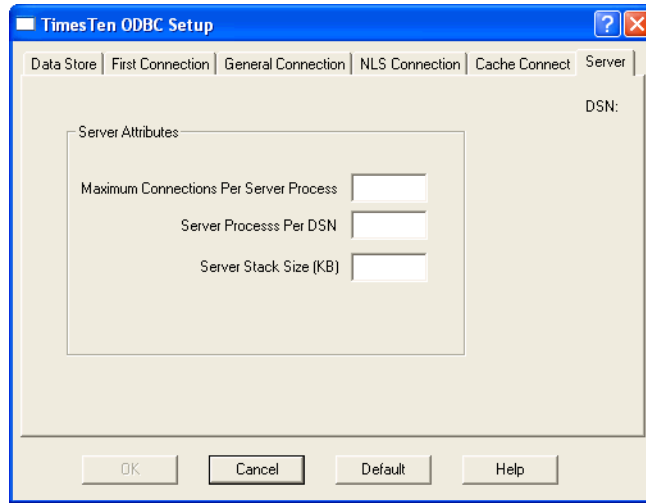 TimesTen ODBC Setup
Data Store First Connection General Connection NLS Connection Cache Connect Server
DSN:
Server Attributes
Maximum Connections Per Server Process
Server Processs Per DSN
Server Stack Size (KB)
OK Cancel Default Help